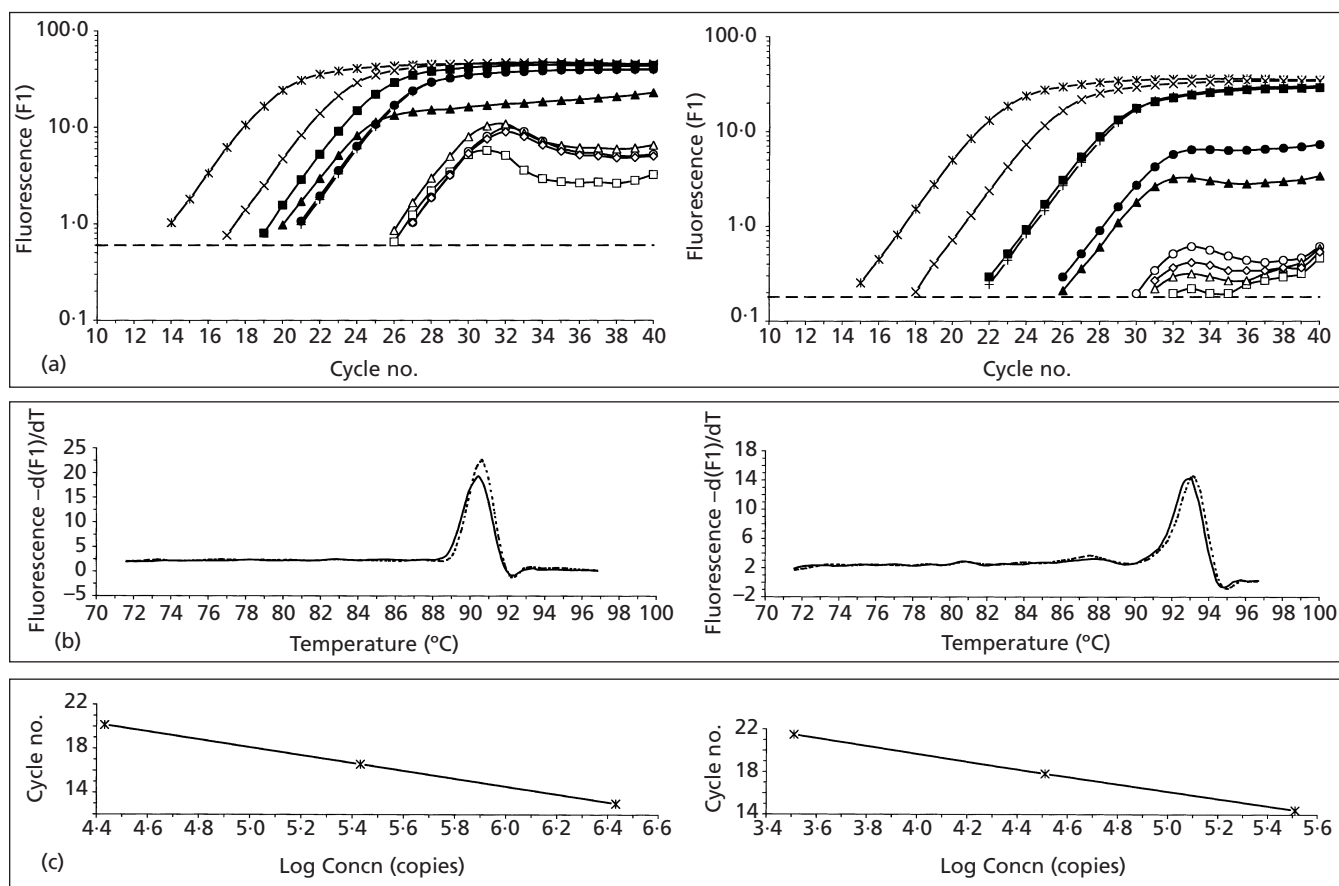 100·0
10·0
1·0
0·1
Fluorescence (F1)
10 12 14 16 18 20 22 24 26 28 30 32 34 36 38 40
Cycle no.
(a)
100·0
10·0
1·0
0·1
Fluorescence (F1)
10 12 14 16 18 20 22 24 26 28 30 32 34 36 38 40
Cycle no.
25
20
15
10
5
0
−5
Fluorescence −d(F1)/dT
70 72 74 76 78 80 82 84 86 88 90 92 94 96 98 100
Temperature (ºC)
(b)
18
14
10
6
2
−2
Fluorescence −d(F1)/dT
70 72 74 76 78 80 82 84 86 88 90 92 94 96 98 100
Temperature (ºC)
22
18
14
Cycle no.
4·4 4·6 4·8 5·0 5·2 5·4 5·6 5·8 6·0 6·2 6·4 6·6
Log Concn (copies)
(c)
22
18
14
Cycle no.
3·4 3·6 3·8 4·0 4·2 4·4 4·6 4·8 5·0 5·2 5·4 5·6
Log Concn (copies)